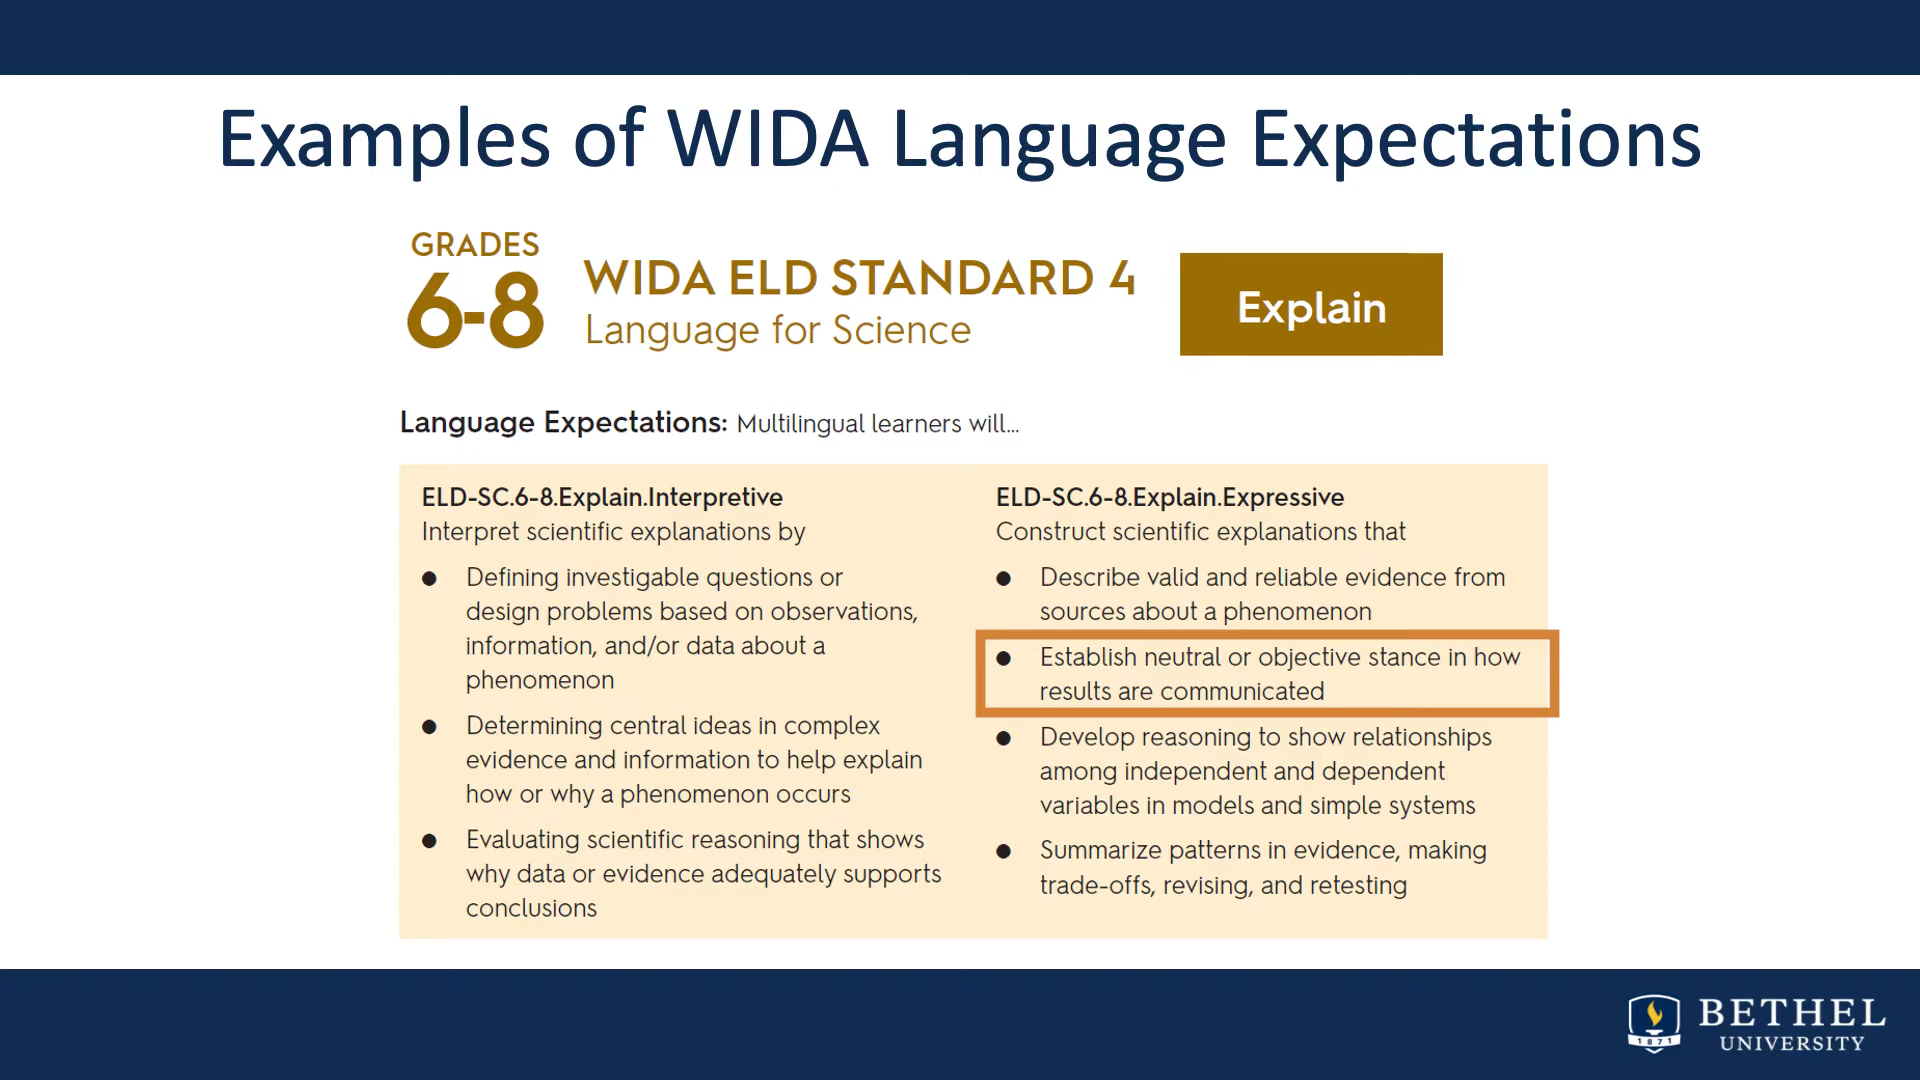 Examples of WIDA Language Expectations
GRADES
6-8
WIDA ELD STANDARD 4
Language for Science
Explain
Language Expectations: Multilingual learners will...
ELD-SC.6-8.Explain.Interpretive
Interpret scientific explanations by
● Defining investigable questions or
design problems based on observations,
information, and/or data about a
phenomenon
● Determining central ideas in complex
evidence and information to help explain
how or why a phenomenon occurs
● Evaluating scientific reasoning that shows
why data or evidence adequately supports
conclusions
ELD-SC.6-8.Explain.Expressive
Construct scientific explanations that
● Describe valid and reliable evidence from
sources about a phenomenon
● Establish neutral or objective stance in how
results are communicated
● Develop reasoning to show relationships
among independent and dependent
variables in models and simple systems
● Summarize patterns in evidence, making
trade-offs, revising, and retesting
1871
BETHEL
UNIVERSITY